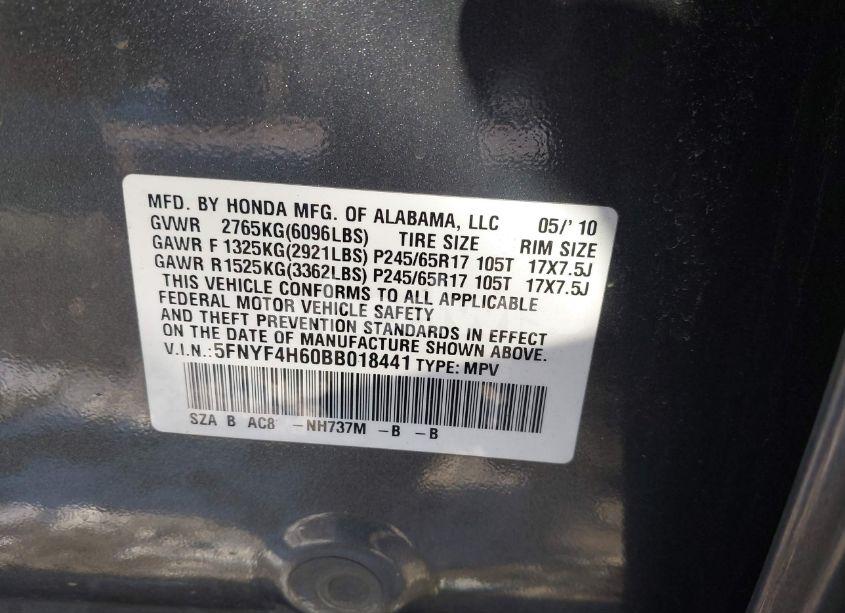 MFD. BY HONDA MFG. OF ALABAMA, LLC 05/'10
GVWR 2765KG(6096LBS) TIRE SIZE RIM SIZE
GAWR F 1325KG(2921LBS) P245/65R17 105T 17X7.5J
GAWR R1525KG(3362LBS) P245/65R17 105T 17X7.5J
THIS VEHICLE CONFORMS TO ALL APPLICABLE
FEDERAL MOTOR VEHICLE SAFETY
AND THEFT PREVENTION STANDARDS IN EFFECT
ON THE DATE OF MANUFACTURE SHOWN ABOVE.
V.I.N.:5FNYF4H60BB018441 TYPE: MPV
SZA B AC8 -NH737M -B -B